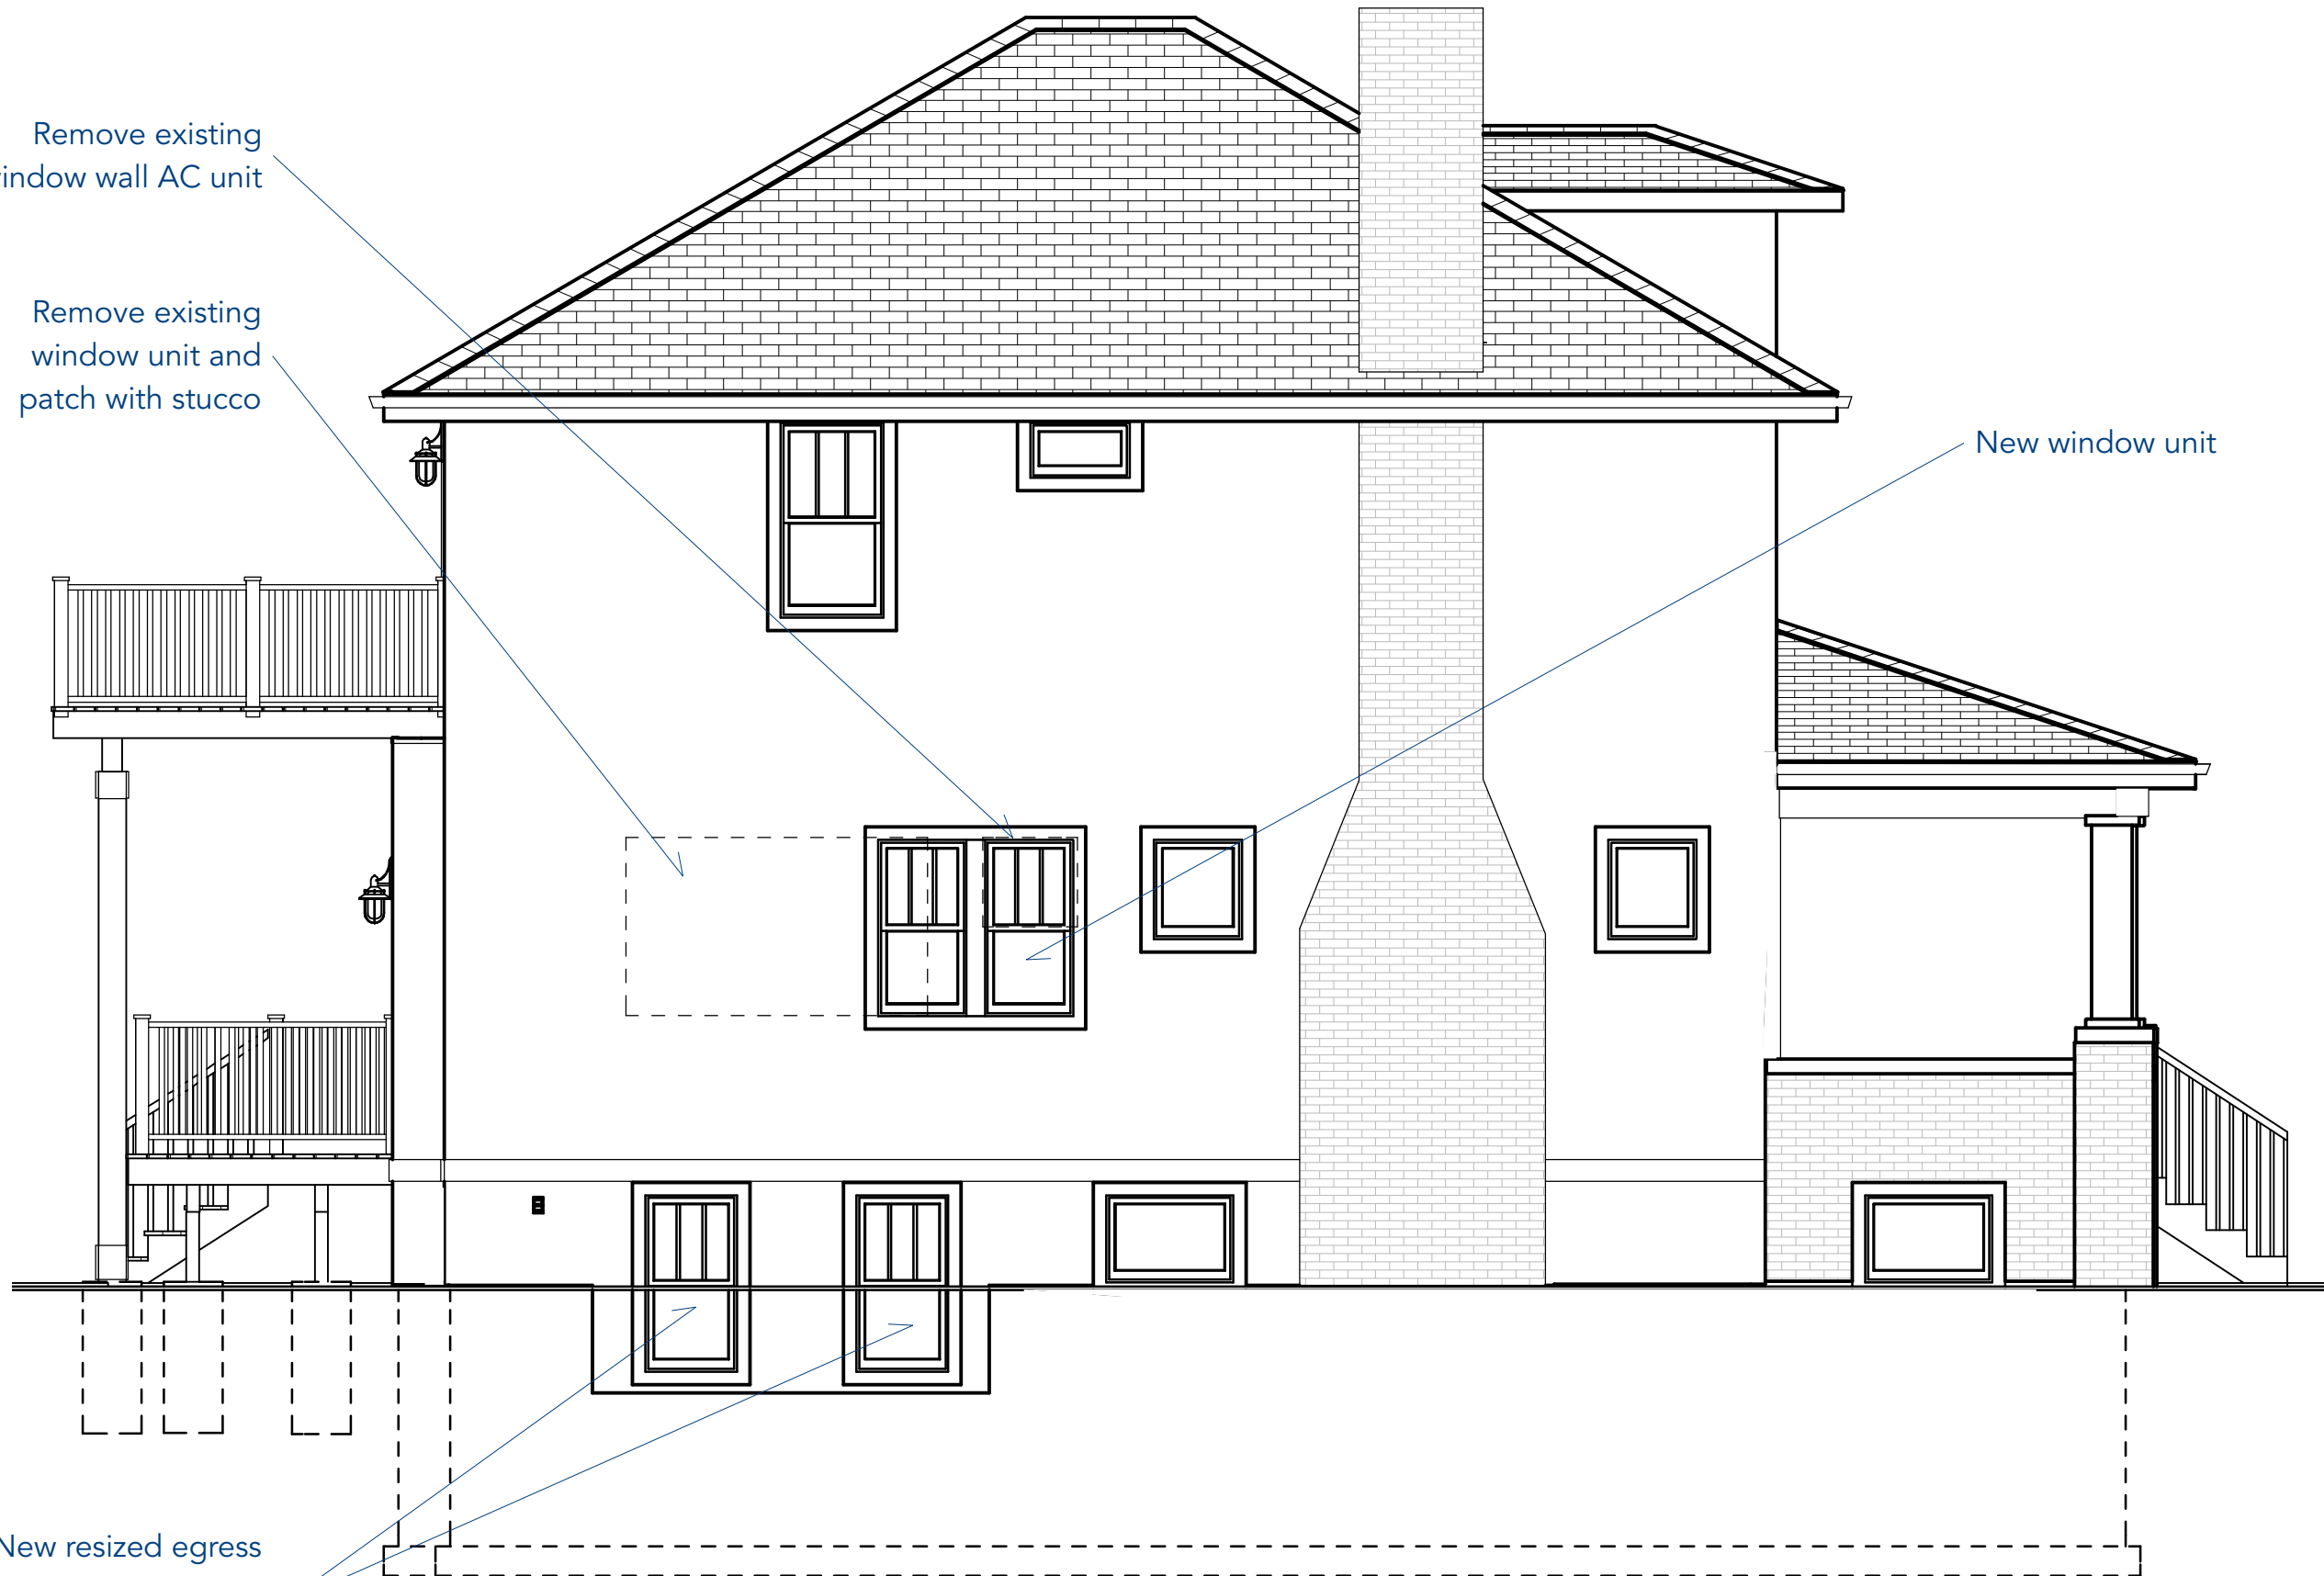 Remove existing
window wall AC unit
Remove existing
window unit and
patch with stucco
New window unit
New resized egress